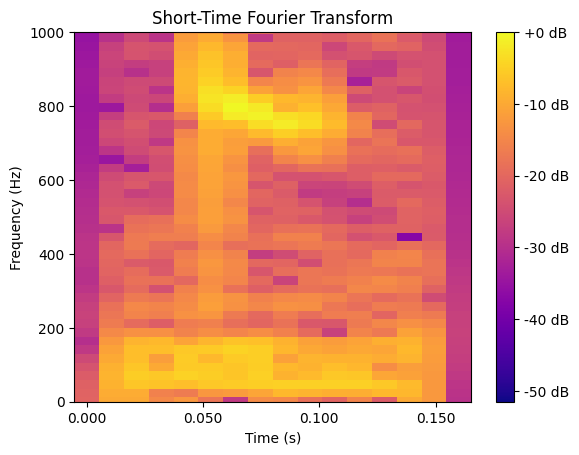 Short-Time Fourier Transform
Frequency (Hz)
1000
800
600
400
200
0
0.000
0.050
0.100
0.150
Time (s)
+0 dB
-10 dB
-20 dB
-30 dB
-40 dB
-50 dB